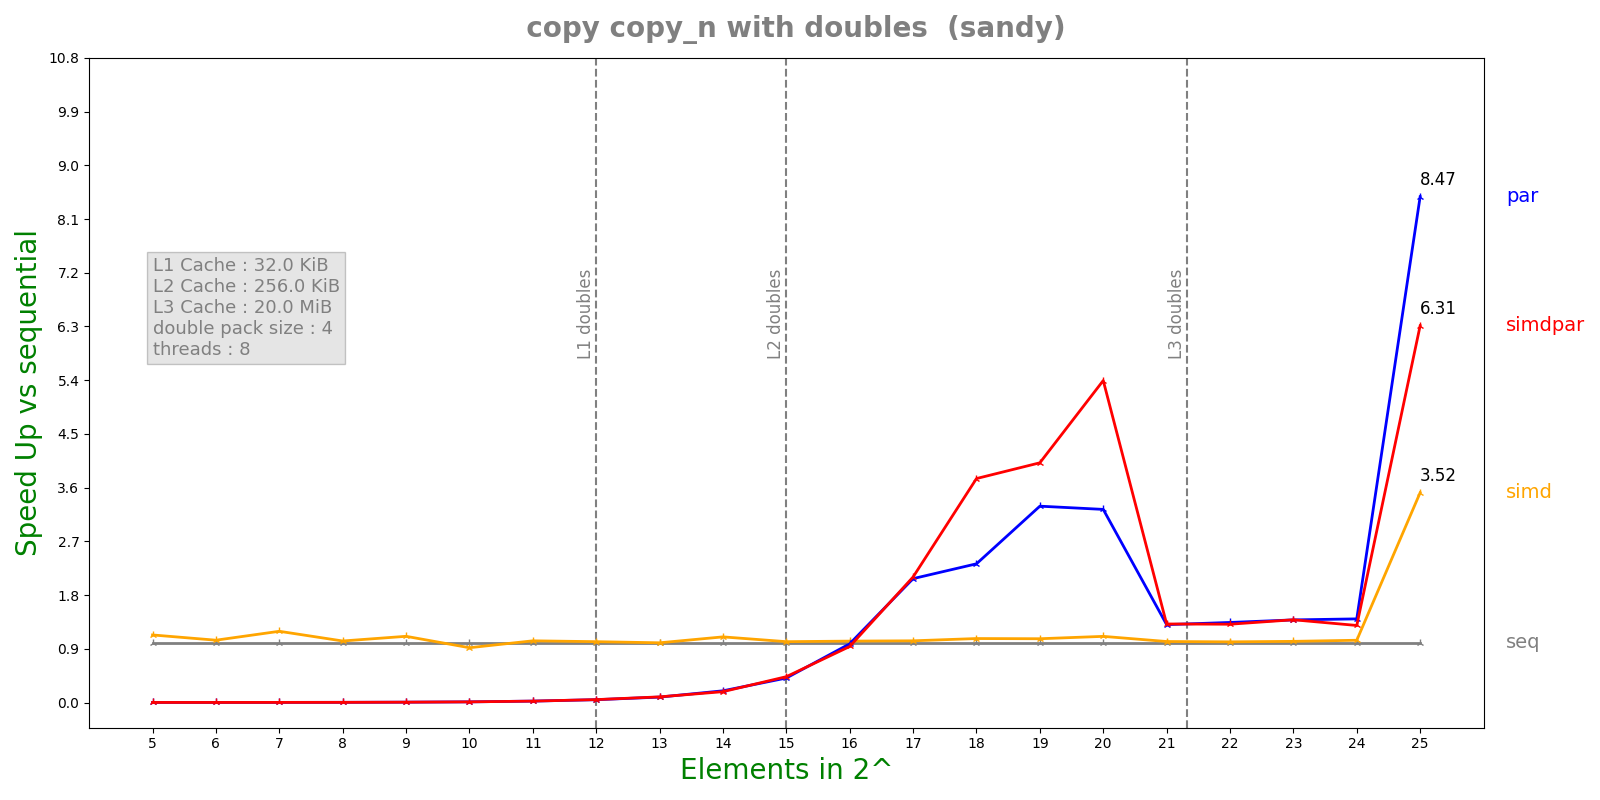 copy copy_n with doubles  (sandy)
Speed Up vs sequential
10.8
9.9
9.0
8.1
7.2
6.3
5.4
4.5
3.6
2.7
1.8
0.9
0.0
L1 Cache : 32.0 KiB
L2 Cache : 256.0 KiB
L3 Cache : 20.0 MiB
double pack size : 4
threads : 8
L1 doubles
L2 doubles
L3 doubles
8.47
6.31
3.52
par
simdpar
simd
seq
5 6 7 8 9 10 11 12 13 14 15 16 17 18 19 20 21 22 23 24 25
Elements in 2^